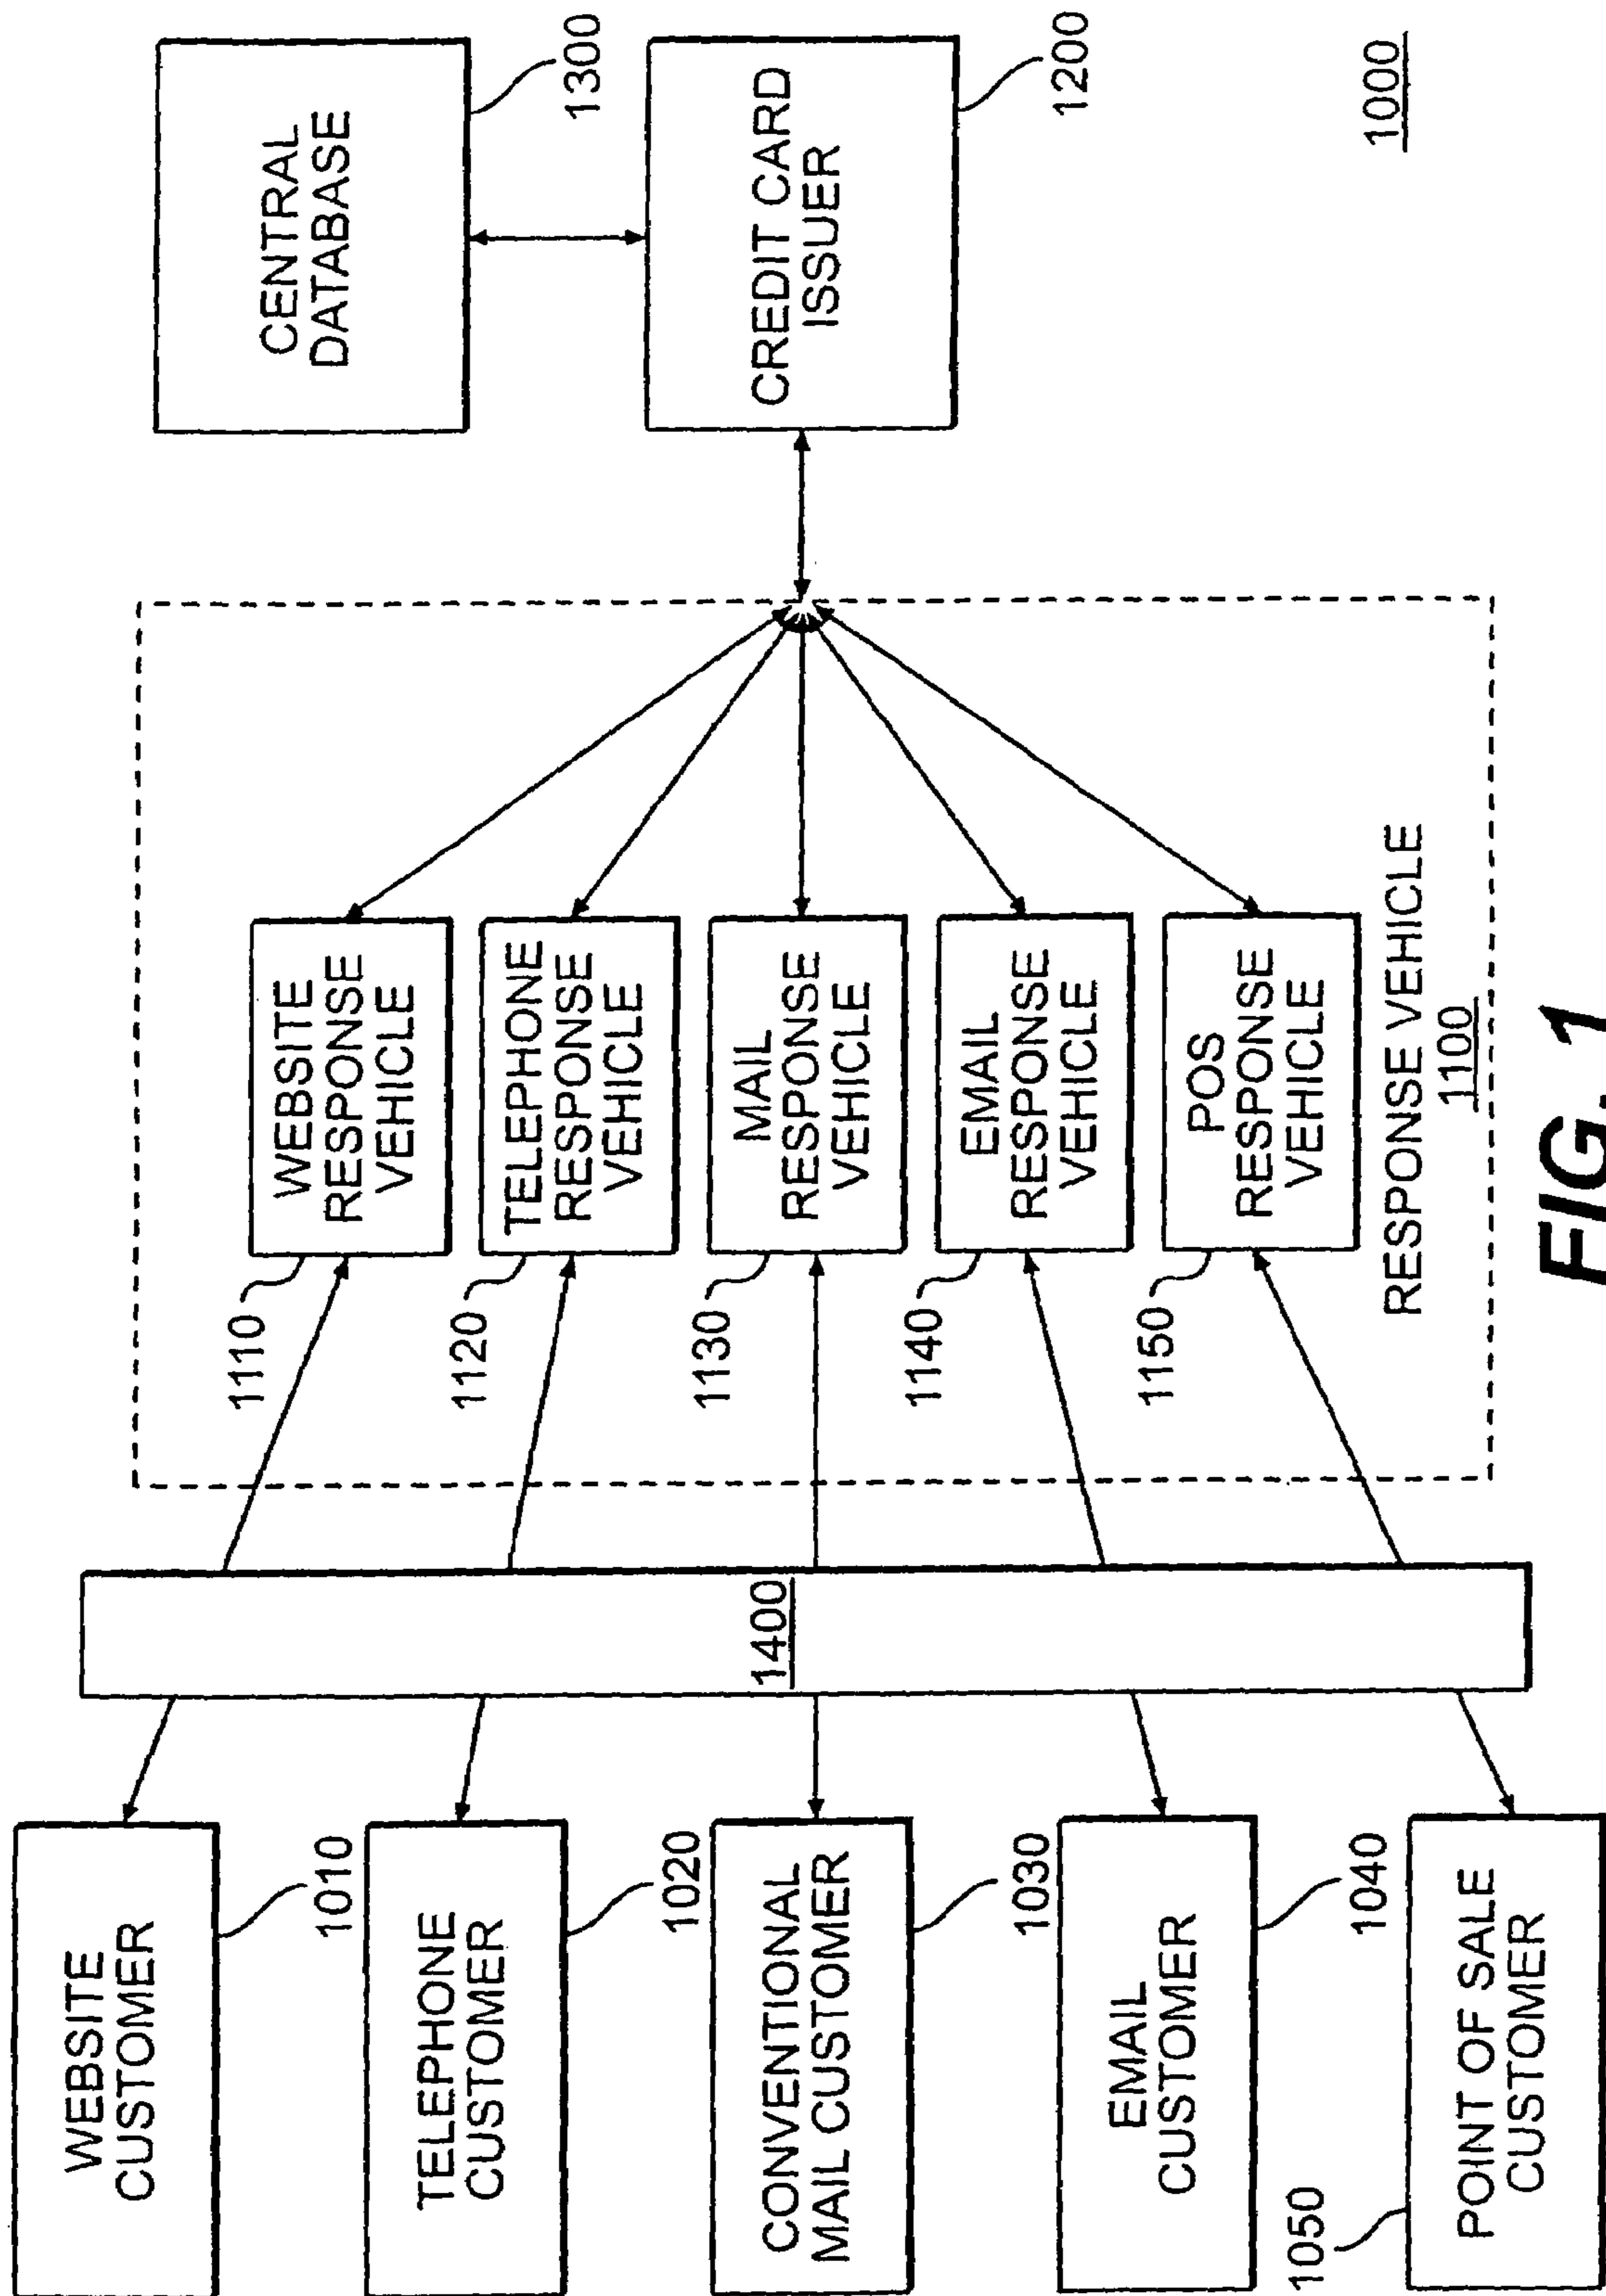 WEBSITE
CUSTOMER
1010
TELEPHONE
CUSTOMER
1020
CONVENTIONAL
MAIL CUSTOMER
1030
EMAIL
CUSTOMER
1040
1050
POINT OF SALE
CUSTOMER
1400
1110
WEBSITE
RESPONSE
VEHICLE
1120
TELEPHONE
RESPONSE
VEHICLE
1130
MAIL
RESPONSE
VEHICLE
1140
EMAIL
RESPONSE
VEHICLE
1150
POS
RESPONSE
VEHICLE
RESPONSE VEHICLE
1100
CENTRAL
DATABASE
1300
CREDIT CARD
ISSUER
1200
1000
FIG. 1